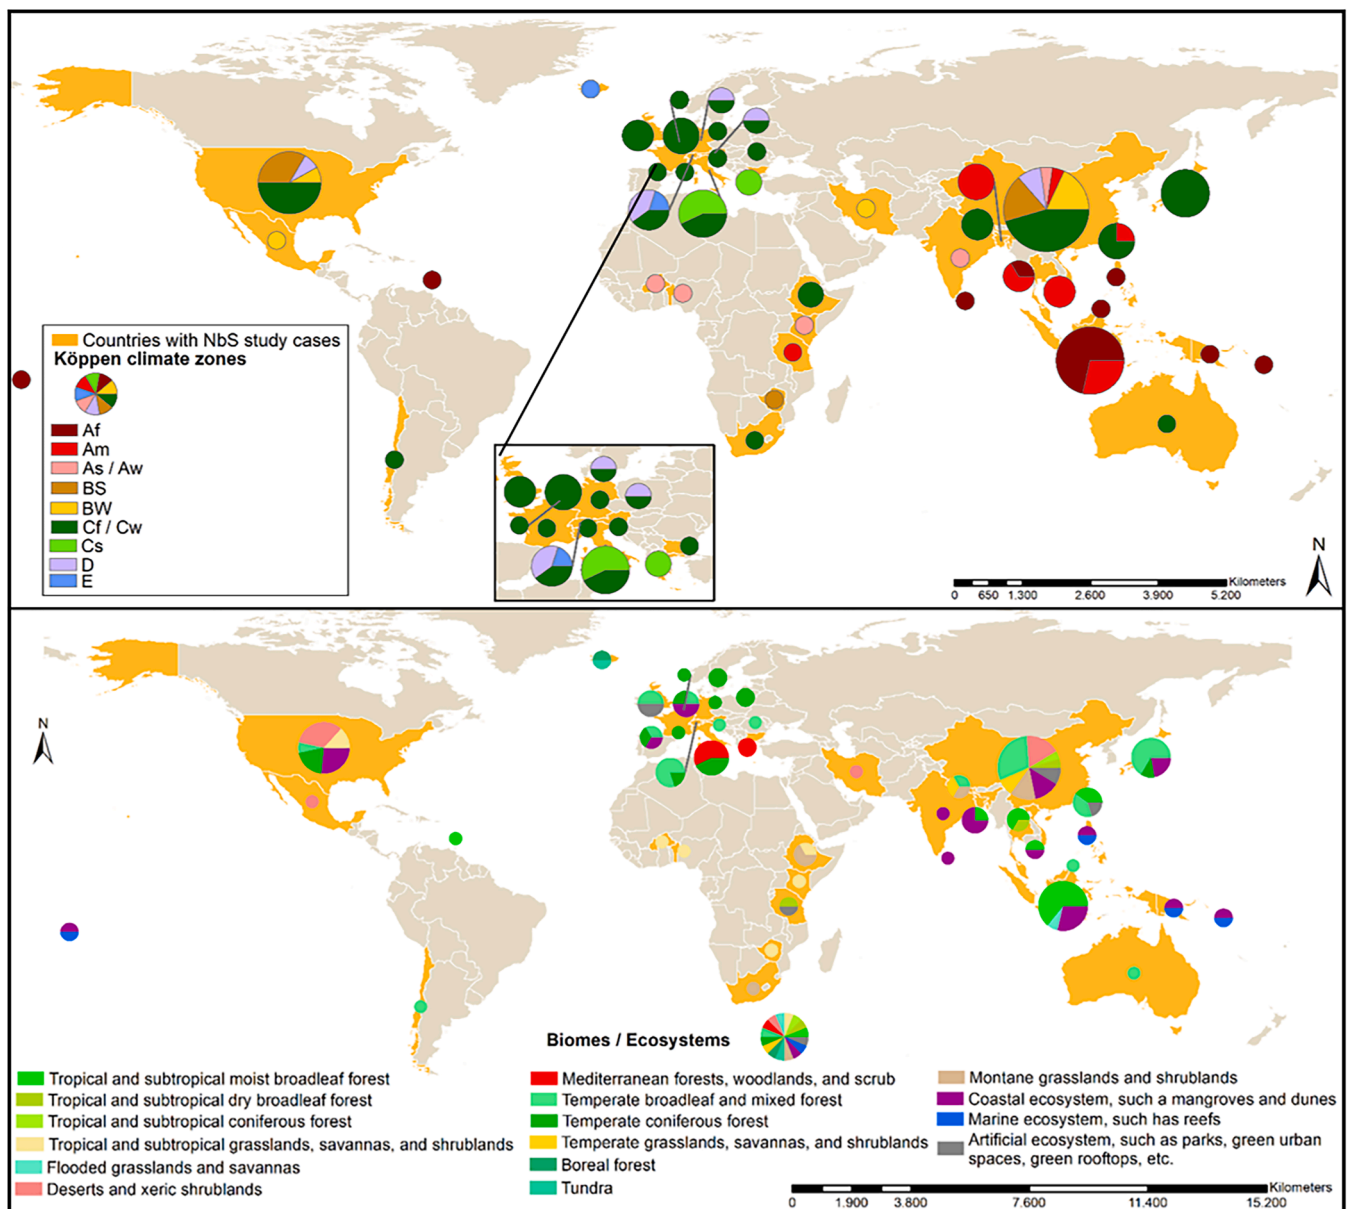 Countries with NbS study cases
Köppen climate zones
Af
Am
As / Aw
BS
BW
Cf / Cw
Cs
D
E
N
Kilometers
0 650 1.300 2.600 3.900 5.200
N
Biomes / Ecosystems
Tropical and subtropical moist broadleaf forest
Tropical and subtropical dry broadleaf forest
Tropical and subtropical coniferous forest
Tropical and subtropical grasslands, savannas, and shrublands
Flooded grasslands and savannas
Deserts and xeric shrublands
Mediterranean forests, woodlands, and scrub
Temperate broadleaf and mixed forest
Temperate coniferous forest
Temperate grasslands, savannas, and shrublands
Boreal forest
Tundra
Montane grasslands and shrublands
Coastal ecosystem, such a mangroves and dunes
Marine ecosystem, such has reefs
Artificial ecosystem, such as parks, green urban
spaces, green rooftops, etc.
Kilometers
0 1.900 3.800 7.600 11.400 15.200